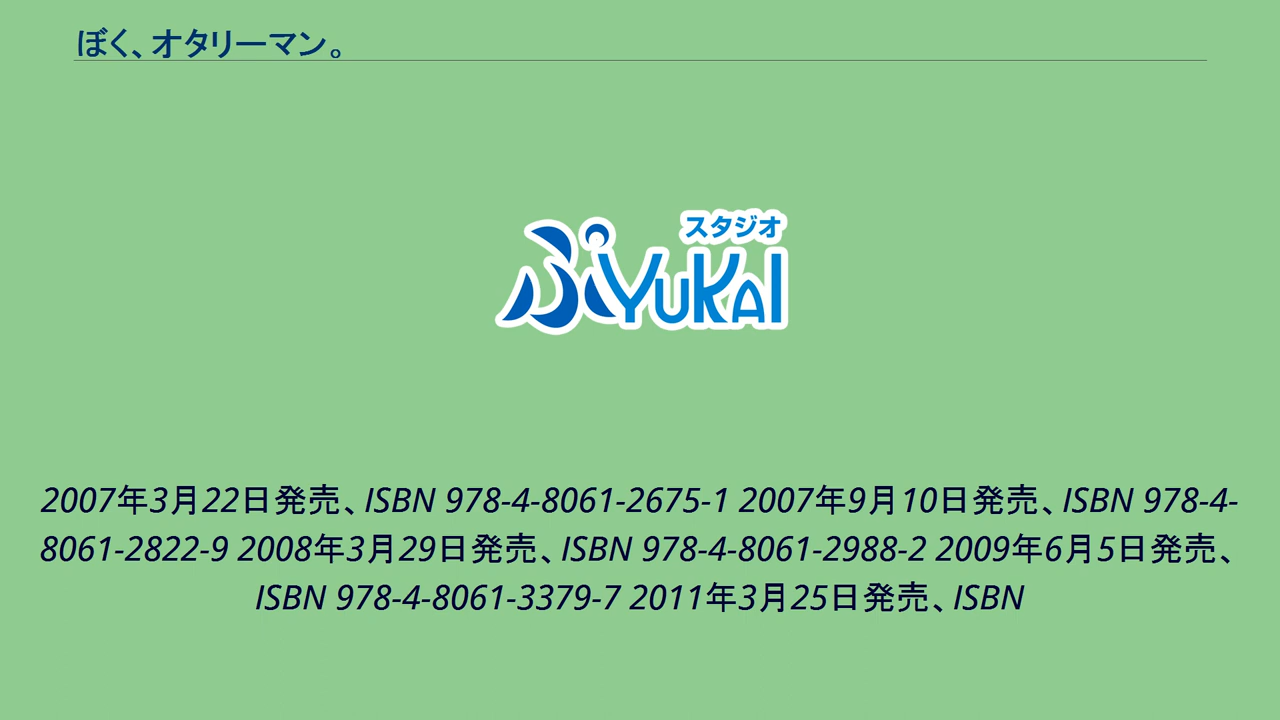 ぼく、オタリーマン。
スタジオ
ぷYUKAI
2007年3月22日発売、ISBN 978-4-8061-2675-1 2007年9月10日発売、ISBN 978-4-
8061-2822-9 2008年3月29日発売、ISBN 978-4-8061-2988-2 2009年6月5日発売、
ISBN 978-4-8061-3379-7 2011年3月25日発売、ISBN